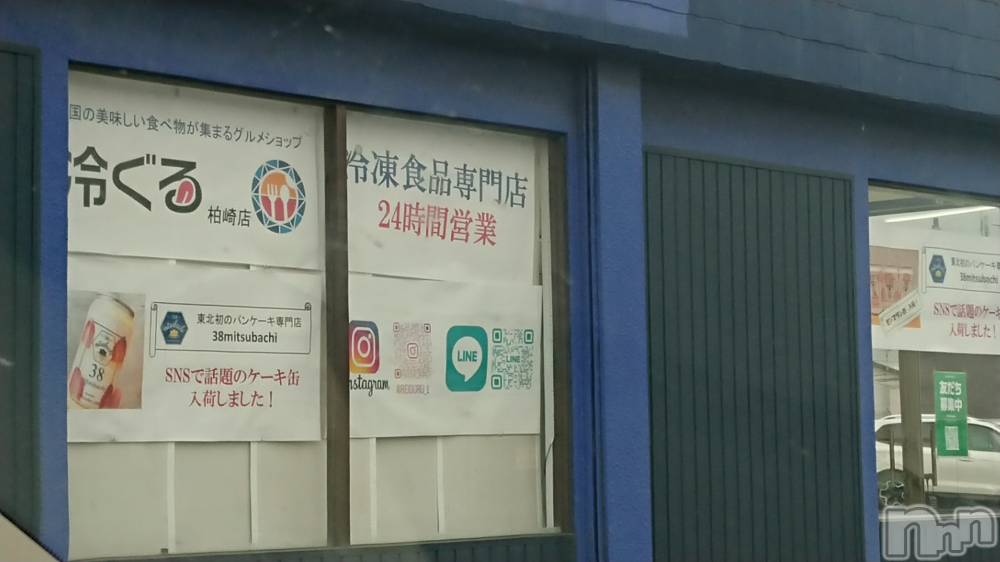 国の美味しい食べ物が集まるグルメショップ
冷ぐる
柏崎店
冷凍食品専門店
24時間営業
東北初のパンケーキ専門店
38mitsubachi
38
SNSで話題のケーキ缶
入荷しました！
Instagram
LINE
LINE
東北初のパンケーキ専
38mitsubachi
SNSで話題のケーキ
入荷しました！
友だち
募集中
nnn